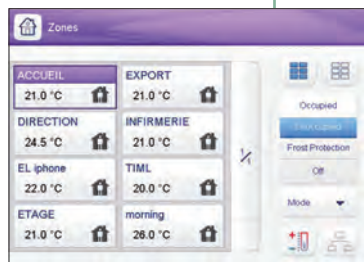 Zones
ACCUEIL
21.0 °C
EXPORT
21.0 °C
DIRECTION
24.5 °C
INFIRMERIE
21.0 °C
EL iphone
22.0 °C
TIML
20.0 °C
ETAGE
21.0 °C
morning
26.0 °C
1/1
Occupied
Frost Protection
Off
Mode